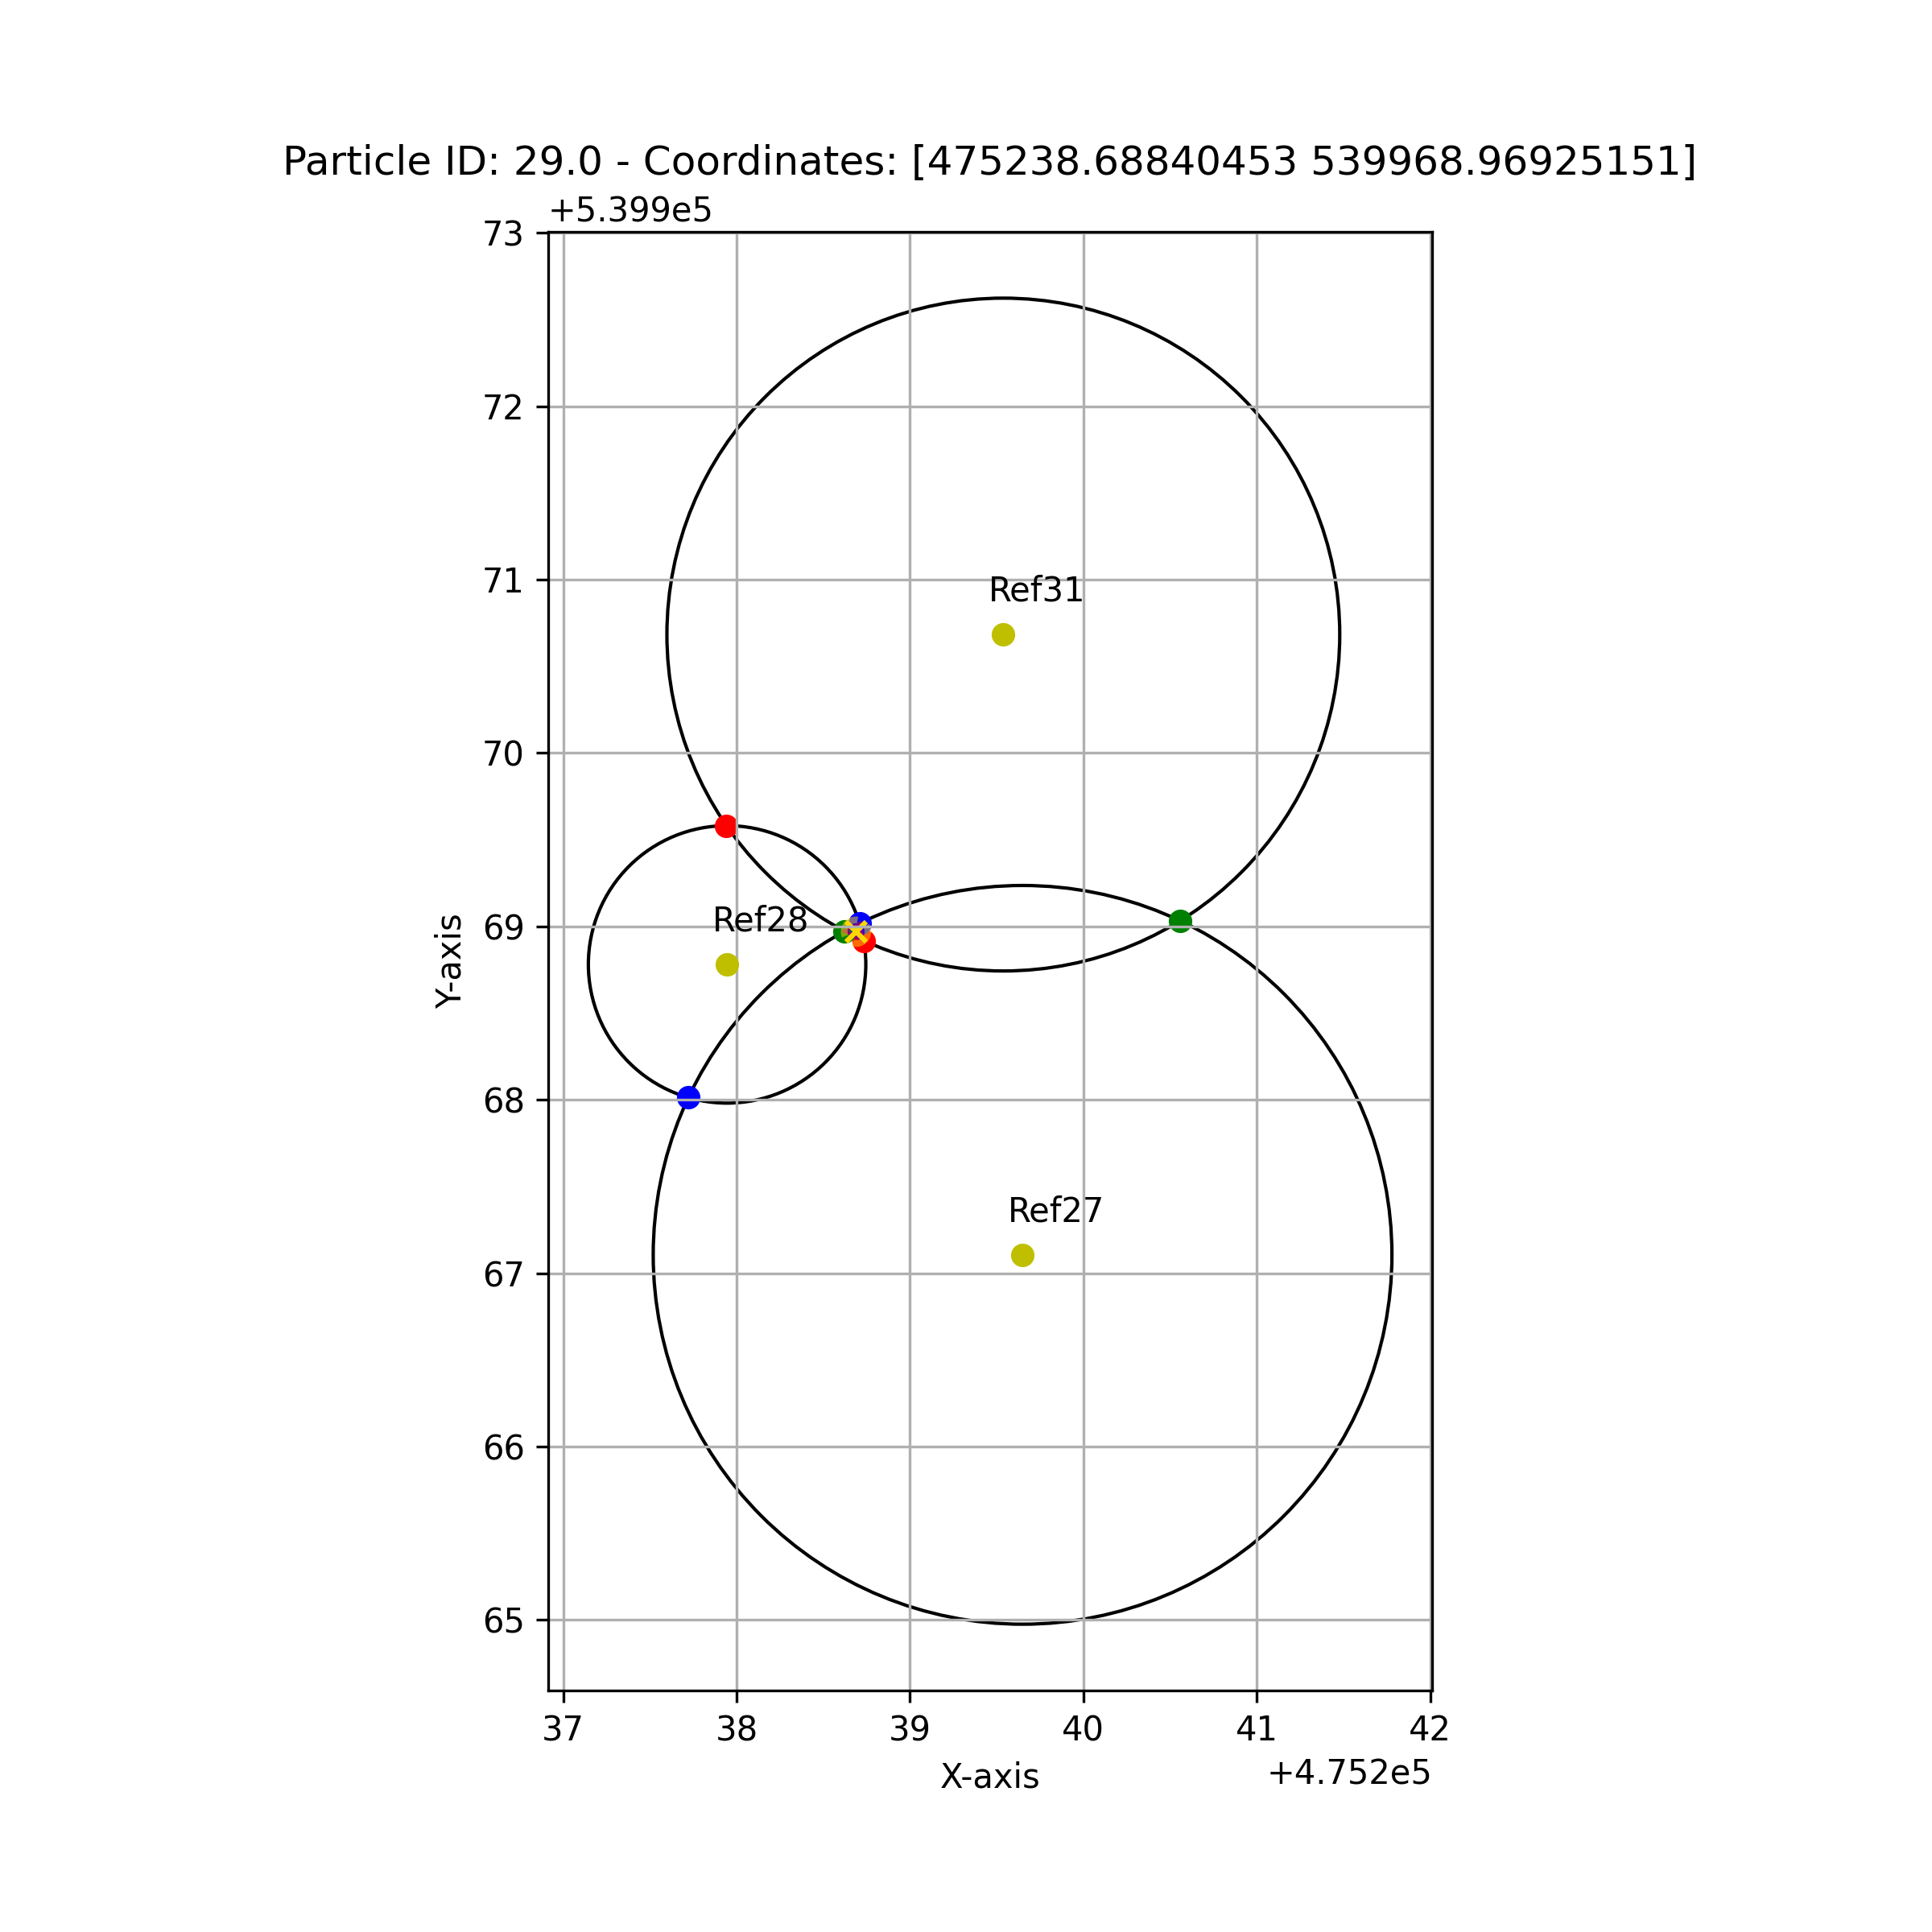 Particle ID: 29.0 - Coordinates: [475238.68840453 539968.96925151]
+5.399e5
73
72
71
Ref31
70
69
Ref28
Y-axis
68
Ref27
67
66
65
37 38 39 40 41 42
X-axis
+4.752e5